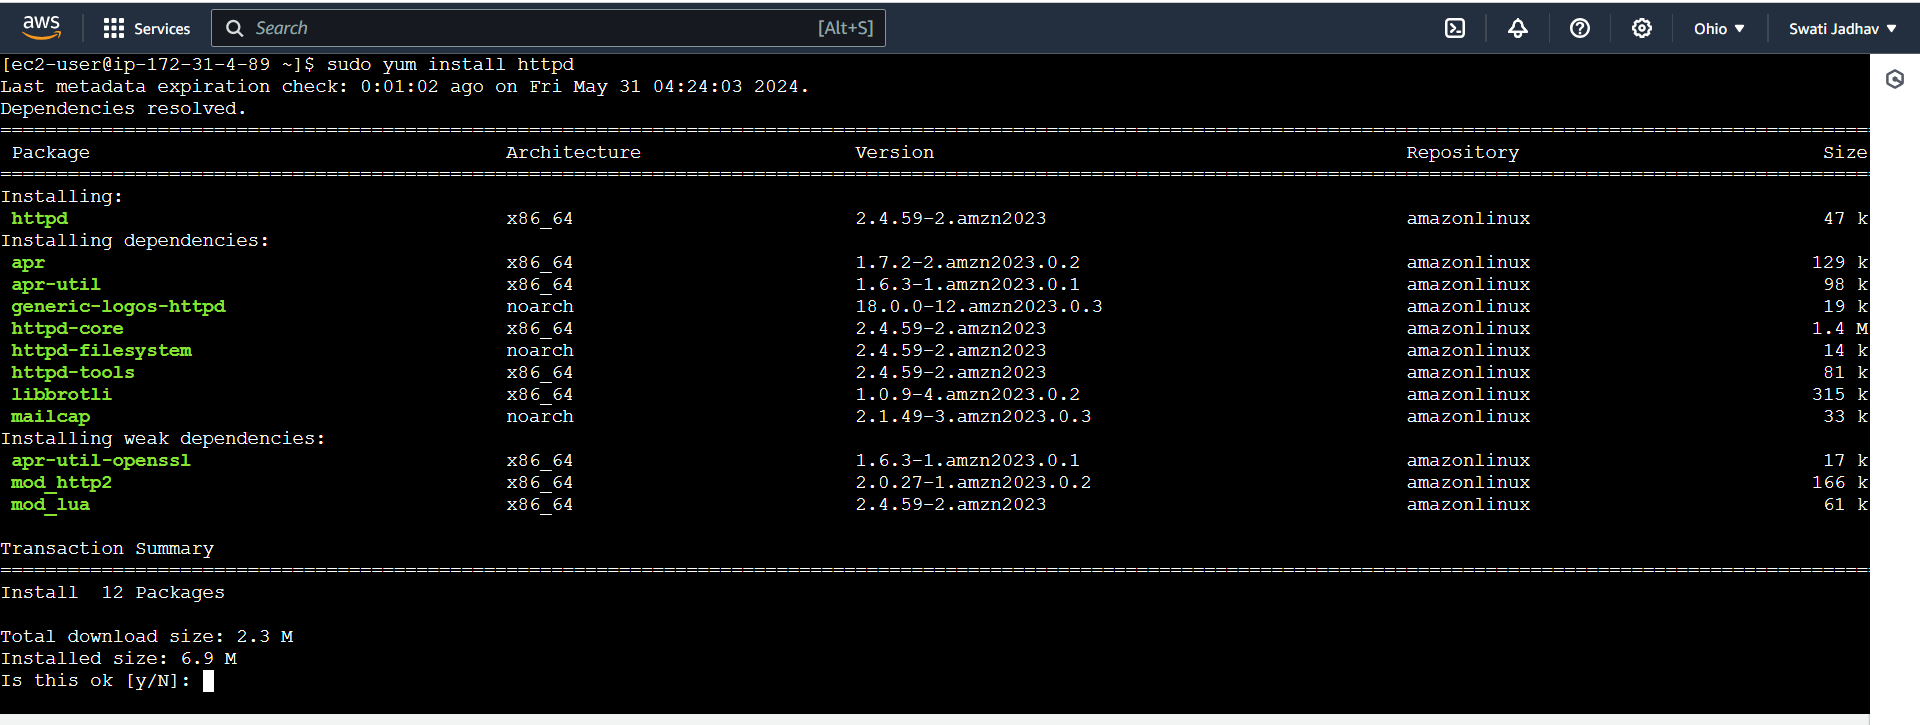 aws Services Search [Alt+S] Ohio Swati Jadhav
[ec2-user@ip-172-31-4-89 ~]$ sudo yum install httpd
Last metadata expiration check: 0:01:02 ago on Fri May 31 04:24:03 2024.
Dependencies resolved.
Package Architecture Version Repository Size
Installing:
httpd x86_64 2.4.59-2.amzn2023 amazonlinux 47 k
Installing dependencies:
apr x86_64 1.7.2-2.amzn2023.0.2 amazonlinux 129 k
apr-util x86_64 1.6.3-1.amzn2023.0.1 amazonlinux 98 k
generic-logos-httpd noarch 18.0.0-12.amzn2023.0.3 amazonlinux 19 k
httpd-core x86_64 2.4.59-2.amzn2023 amazonlinux 1.4 M
httpd-filesystem noarch 2.4.59-2.amzn2023 amazonlinux 14 k
httpd-tools x86_64 2.4.59-2.amzn2023 amazonlinux 81 k
libbrotli x86_64 1.0.9-4.amzn2023.0.2 amazonlinux 315 k
mailcap noarch 2.1.49-3.amzn2023.0.3 amazonlinux 33 k
Installing weak dependencies:
apr-util-openssl x86_64 1.6.3-1.amzn2023.0.1 amazonlinux 17 k
mod_http2 x86_64 2.0.27-1.amzn2023.0.2 amazonlinux 166 k
mod_lua x86_64 2.4.59-2.amzn2023 amazonlinux 61 k
Transaction Summary
Install 12 Packages
Total download size: 2.3 M
Installed size: 6.9 M
Is this ok [y/N]: